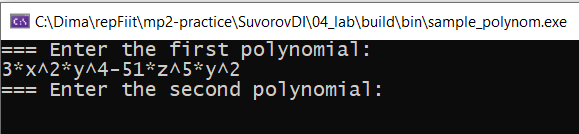 C:\Dima\repFiit\mp2-practice\SuvorovDI\04_lab\build\bin\sample_polynom.exe
=== Enter the first polynomial:
3*x^2*y^4-51*z^5*y^2
=== Enter the second polynomial: